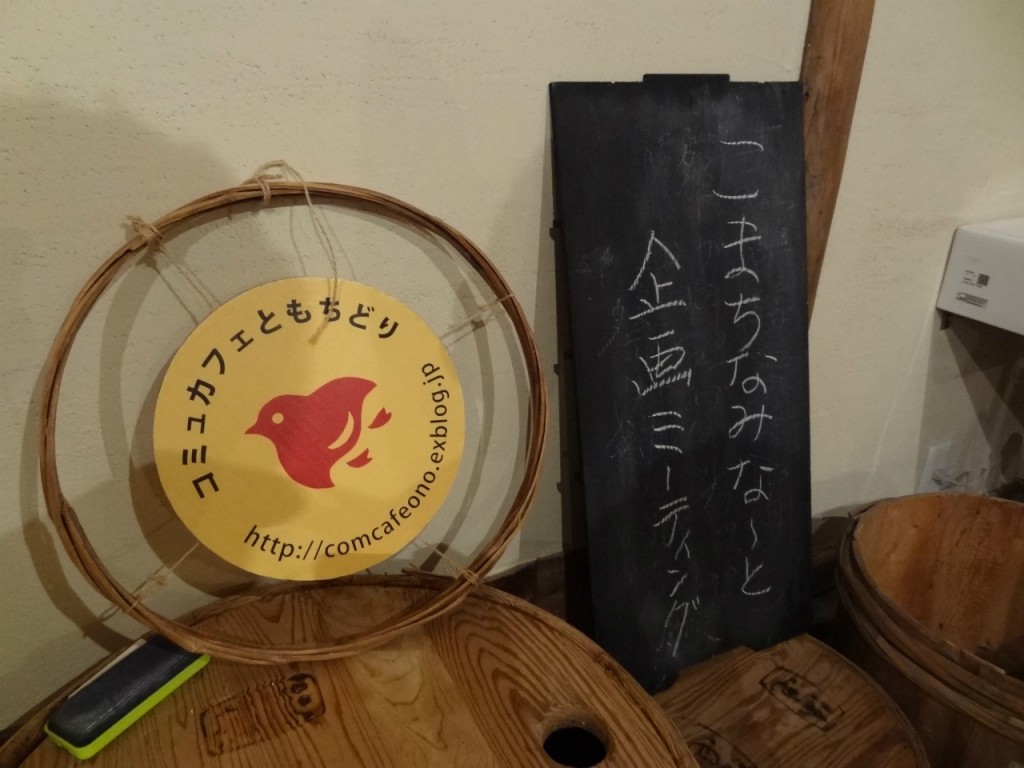 コミュカフェともちどり
http://comcafeono.exblog.jp
こまちなみな〜と
企画ミーティング